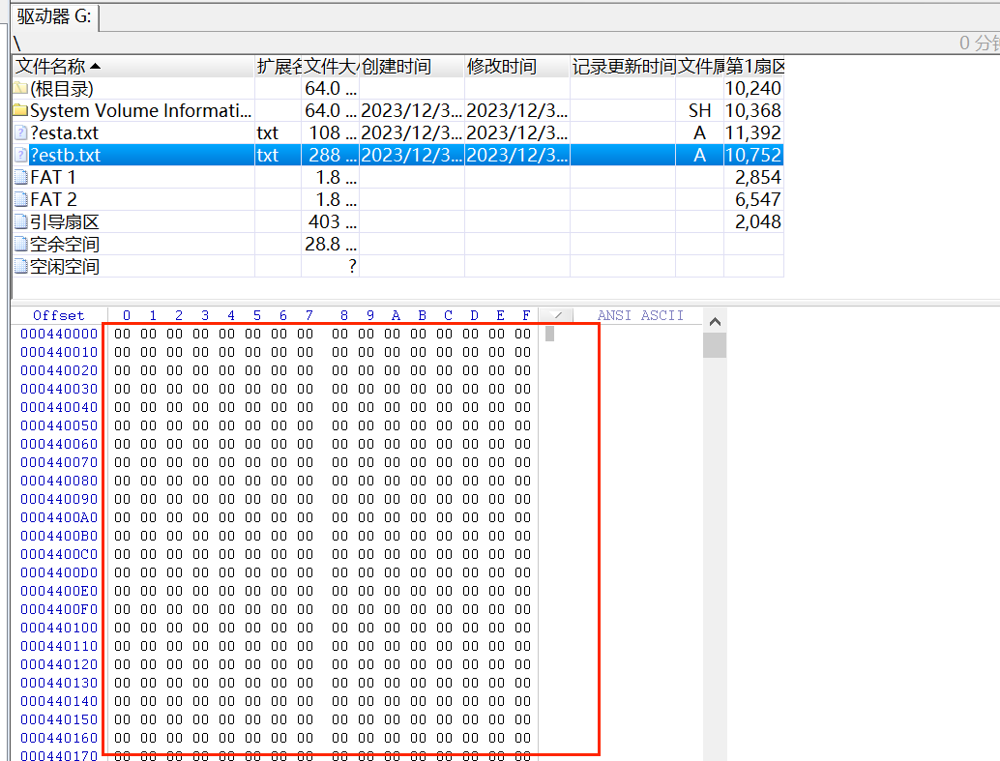 驱动器 G:
\ 0 分钟
文件名称 扩展名 文件大小 创建时间 修改时间 记录更新时间 文件属 第1扇区
(根目录) 64.0 ... 10,240
System Volume Informati... 64.0 ... 2023/12/3... 2023/12/3... SH 10,368
?esta.txt txt 108 ... 2023/12/3... 2023/12/3... A 11,392
?estb.txt txt 288 ... 2023/12/3... 2023/12/3... A 10,752
FAT 1 1.8 ... 2,854
FAT 2 1.8 ... 6,547
引导扇区 403 ... 2,048
空余空间 28.8 ...
空闲空间 ?
Offset 0 1 2 3 4 5 6 7 8 9 A B C D E F ANSI ASCII
000440000 00 00 00 00 00 00 00 00 00 00 00 00 00 00 00 00
000440010 00 00 00 00 00 00 00 00 00 00 00 00 00 00 00 00
000440020 00 00 00 00 00 00 00 00 00 00 00 00 00 00 00 00
000440030 00 00 00 00 00 00 00 00 00 00 00 00 00 00 00 00
000440040 00 00 00 00 00 00 00 00 00 00 00 00 00 00 00 00
000440050 00 00 00 00 00 00 00 00 00 00 00 00 00 00 00 00
000440060 00 00 00 00 00 00 00 00 00 00 00 00 00 00 00 00
000440070 00 00 00 00 00 00 00 00 00 00 00 00 00 00 00 00
000440080 00 00 00 00 00 00 00 00 00 00 00 00 00 00 00 00
000440090 00 00 00 00 00 00 00 00 00 00 00 00 00 00 00 00
0004400A0 00 00 00 00 00 00 00 00 00 00 00 00 00 00 00 00
0004400B0 00 00 00 00 00 00 00 00 00 00 00 00 00 00 00 00
0004400C0 00 00 00 00 00 00 00 00 00 00 00 00 00 00 00 00
0004400D0 00 00 00 00 00 00 00 00 00 00 00 00 00 00 00 00
0004400E0 00 00 00 00 00 00 00 00 00 00 00 00 00 00 00 00
0004400F0 00 00 00 00 00 00 00 00 00 00 00 00 00 00 00 00
000440100 00 00 00 00 00 00 00 00 00 00 00 00 00 00 00 00
000440110 00 00 00 00 00 00 00 00 00 00 00 00 00 00 00 00
000440120 00 00 00 00 00 00 00 00 00 00 00 00 00 00 00 00
000440130 00 00 00 00 00 00 00 00 00 00 00 00 00 00 00 00
000440140 00 00 00 00 00 00 00 00 00 00 00 00 00 00 00 00
000440150 00 00 00 00 00 00 00 00 00 00 00 00 00 00 00 00
000440160 00 00 00 00 00 00 00 00 00 00 00 00 00 00 00 00
000440170 00 00 00 00 00 00 00 00 00 00 00 00 00 00 00 00